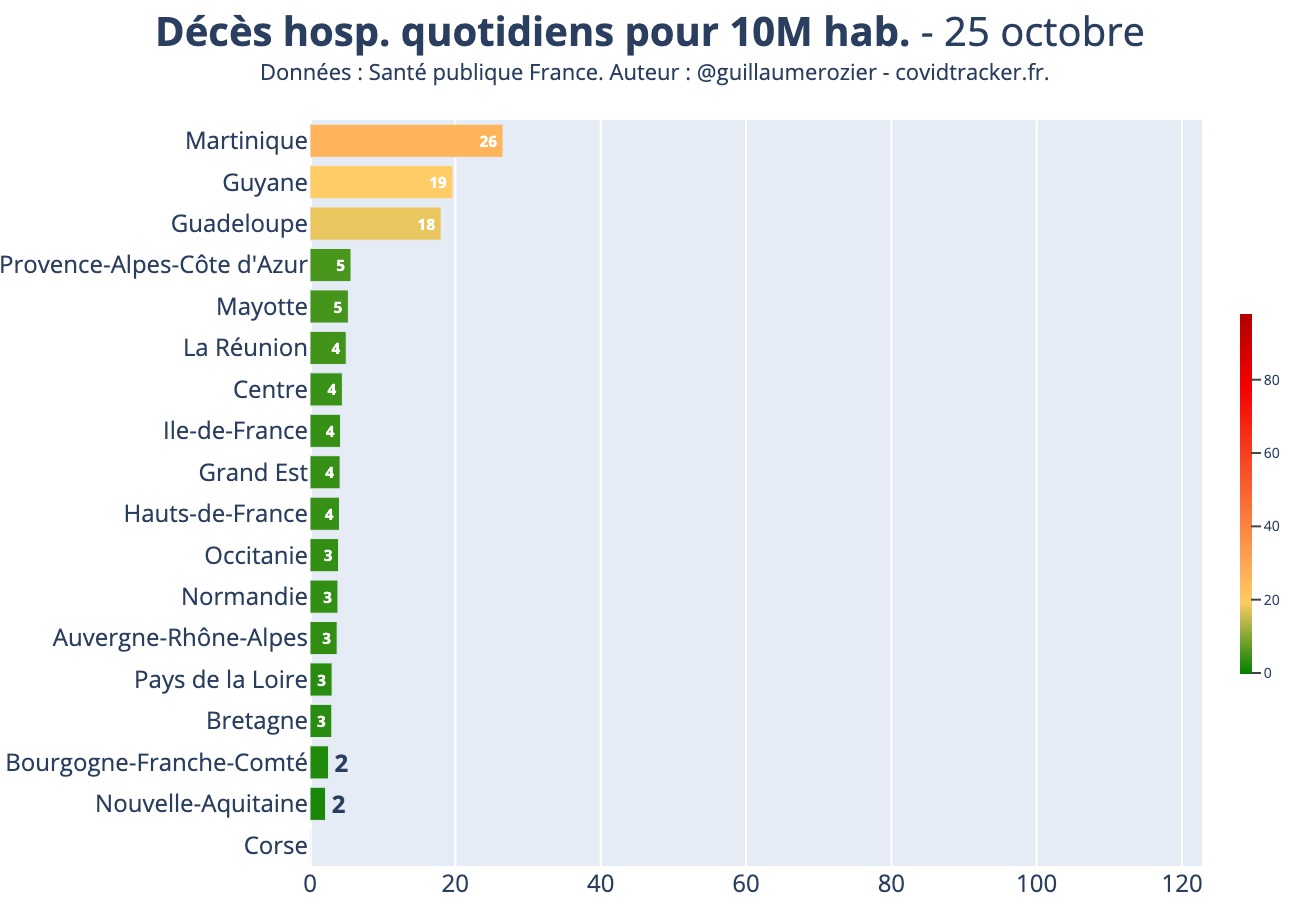 Décès hosp. quotidiens pour 10M hab. - 25 octobre
Données : Santé publique France. Auteur : @guillaumerozier - covidtracker.fr.
Martinique 26
Guyane 19
Guadeloupe 18
Provence-Alpes-Côte d'Azur 5
Mayotte 5
La Réunion 4
Centre 4
Ile-de-France 4
Grand Est 4
Hauts-de-France 4
Occitanie 3
Normandie 3
Auvergne-Rhône-Alpes 3
Pays de la Loire 3
Bretagne 3
Bourgogne-Franche-Comté 2
Nouvelle-Aquitaine 2
Corse
0 20 40 60 80 100 120
80
60
40
20
0